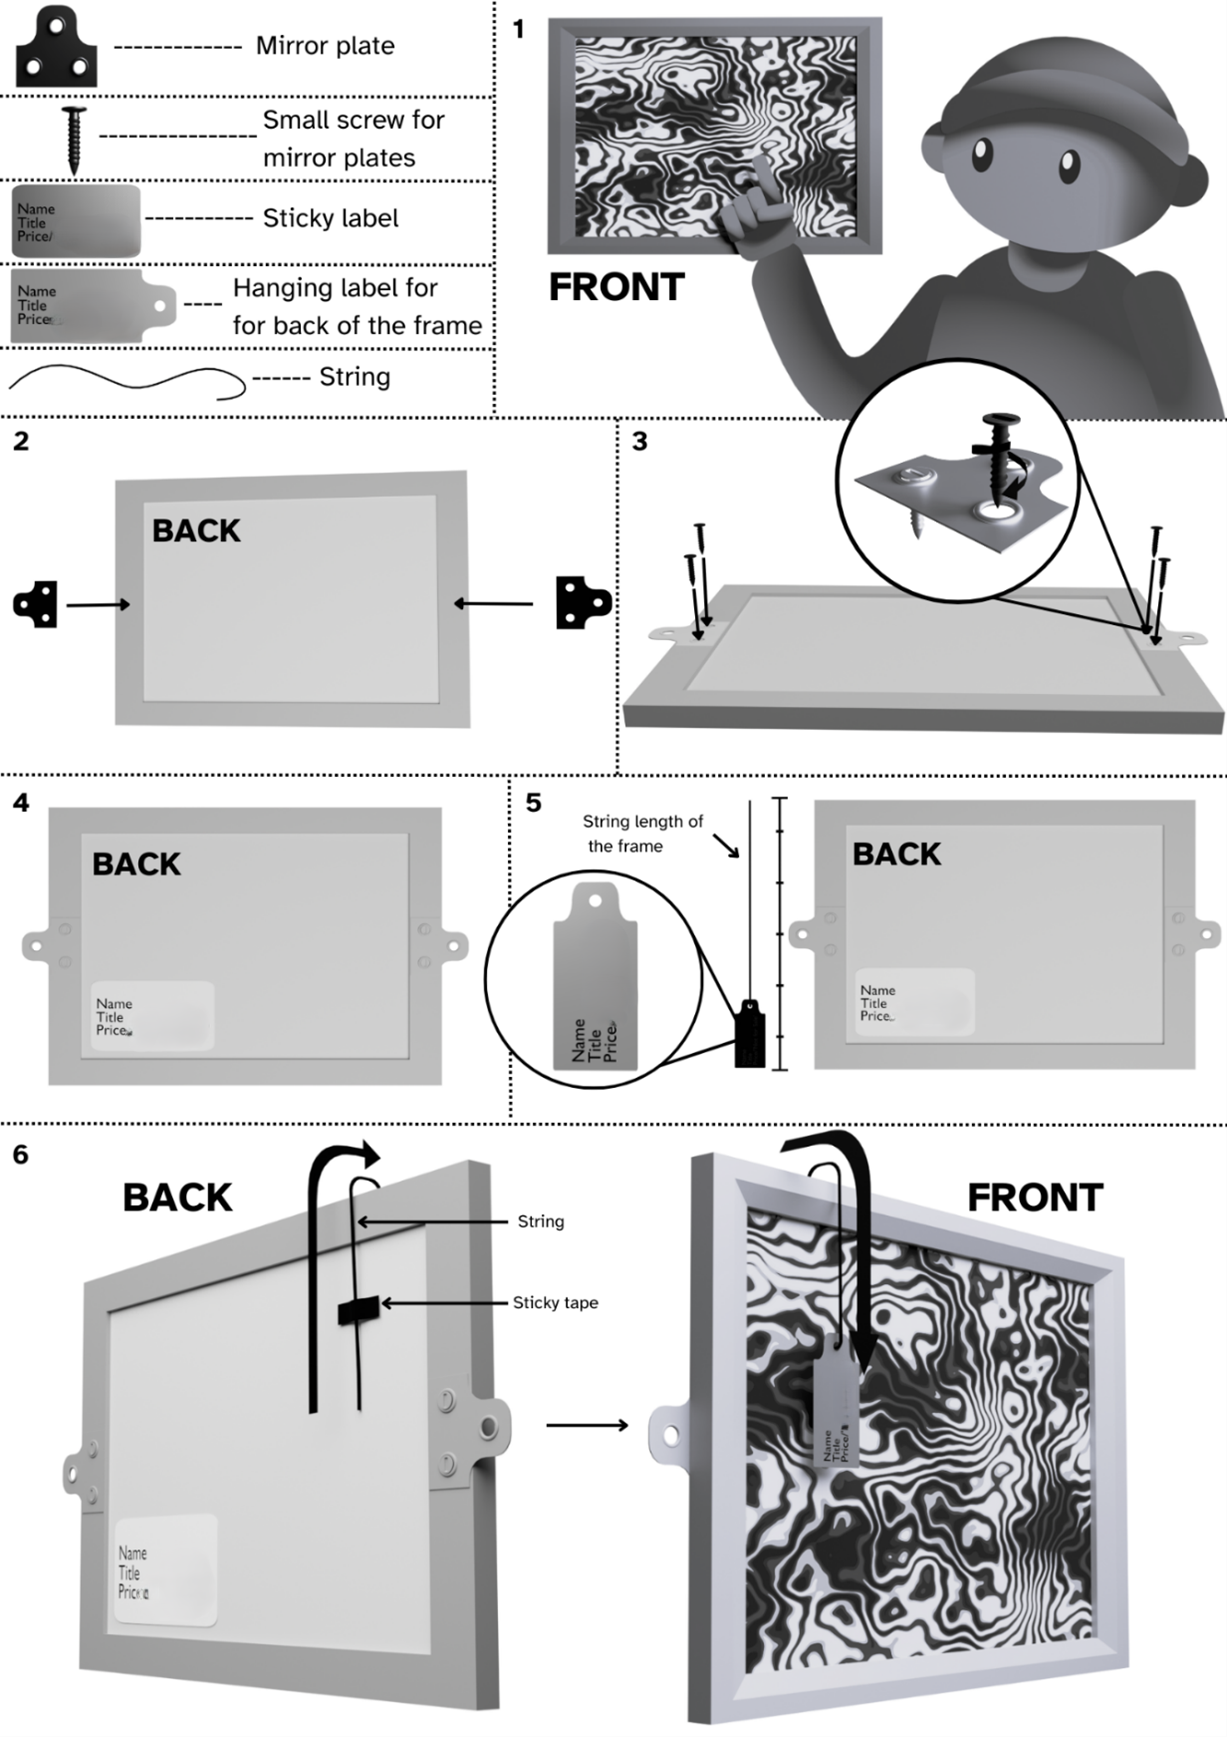 Mirror plate
Small screw for
mirror plates
Name
Title
Price/
Sticky label
Name
Title
Price
Hanging label for
for back of the frame
String
1
FRONT
2
BACK
3
4
BACK
Name
Title
Price
5
String length of
the frame
Name
Title
Price
BACK
Name
Title
Price
6
BACK
String
Sticky tape
Name
Title
Price
FRONT
Name
Title
Price/